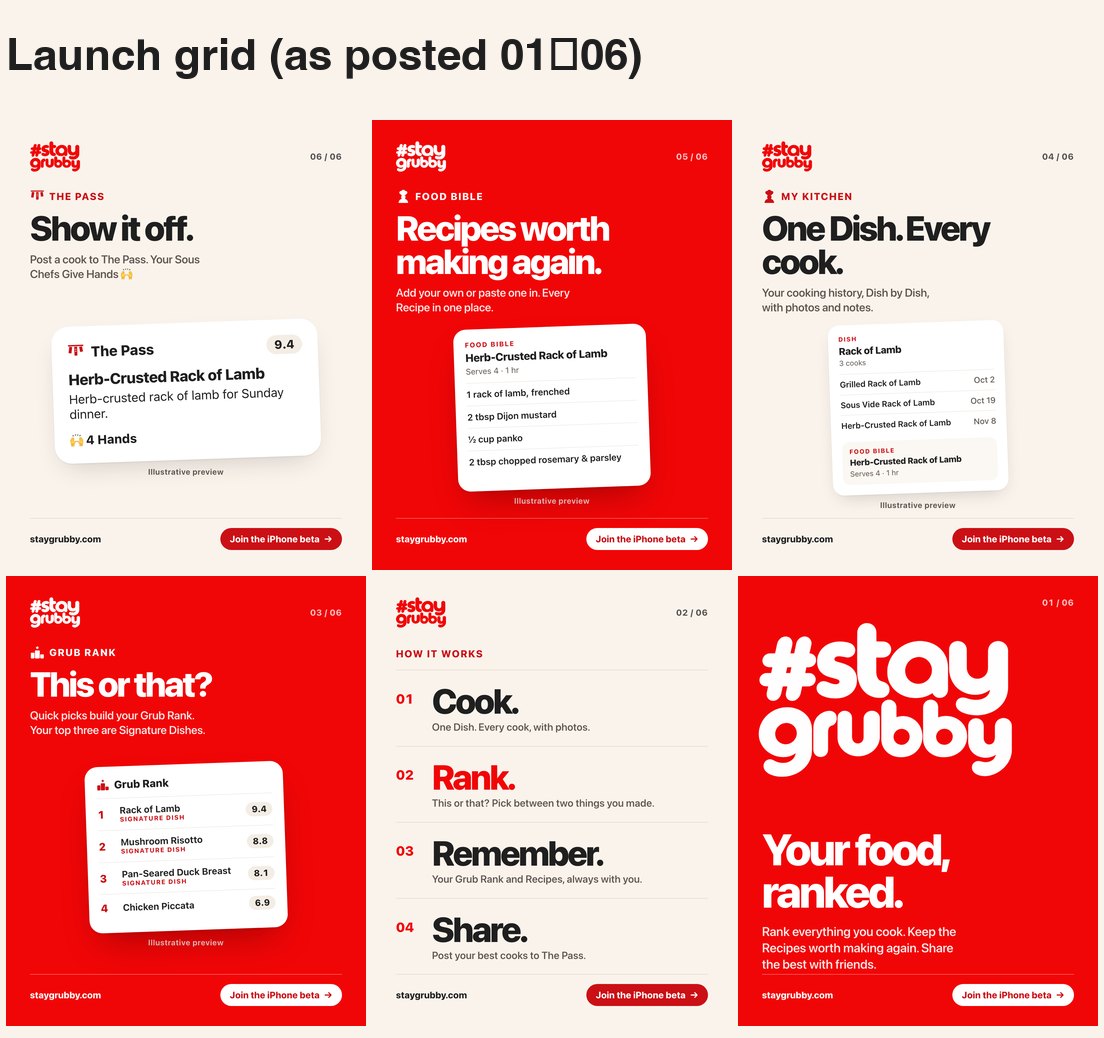 Launch grid (as posted 01□06)
#stay
grubby
06 / 06
THE PASS
Show it off.
Post a cook to The Pass. Your Sous
Chefs Give Hands 🙌
The Pass
9.4
Herb-Crusted Rack of Lamb
Herb-crusted rack of lamb for Sunday
dinner.
🙌 4 Hands
Illustrative preview
staygrubby.com
Join the iPhone beta →
#stay
grubby
05 / 06
FOOD BIBLE
Recipes worth
making again.
Add your own or paste one in. Every
Recipe in one place.
FOOD BIBLE
Herb-Crusted Rack of Lamb
Serves 4 · 1 hr
1 rack of lamb, frenched
2 tbsp Dijon mustard
½ cup panko
2 tbsp chopped rosemary & parsley
Illustrative preview
staygrubby.com
Join the iPhone beta →
#stay
grubby
04 / 06
MY KITCHEN
One Dish. Every
cook.
Your cooking history, Dish by Dish,
with photos and notes.
DISH
Rack of Lamb
3 cooks
Grilled Rack of Lamb Oct 2
Sous Vide Rack of Lamb Oct 19
Herb-Crusted Rack of Lamb Nov 8
FOOD BIBLE
Herb-Crusted Rack of Lamb
Serves 4 · 1 hr
Illustrative preview
staygrubby.com
Join the iPhone beta →
#stay
grubby
03 / 06
GRUB RANK
This or that?
Quick picks build your Grub Rank.
Your top three are Signature Dishes.
Grub Rank
1 Rack of Lamb 9.4
SIGNATURE DISH
2 Mushroom Risotto 8.8
SIGNATURE DISH
3 Pan-Seared Duck Breast 8.1
SIGNATURE DISH
4 Chicken Piccata 6.9
Illustrative preview
staygrubby.com
Join the iPhone beta →
#stay
grubby
02 / 06
HOW IT WORKS
01 Cook.
One Dish. Every cook, with photos.
02 Rank.
This or that? Pick between two things you made.
03 Remember.
Your Grub Rank and Recipes, always with you.
04 Share.
Post your best cooks to The Pass.
staygrubby.com
Join the iPhone beta →
01 / 06
#stay
grubby
Your food,
ranked.
Rank everything you cook. Keep the
Recipes worth making again. Share
the best with friends.
staygrubby.com
Join the iPhone beta →